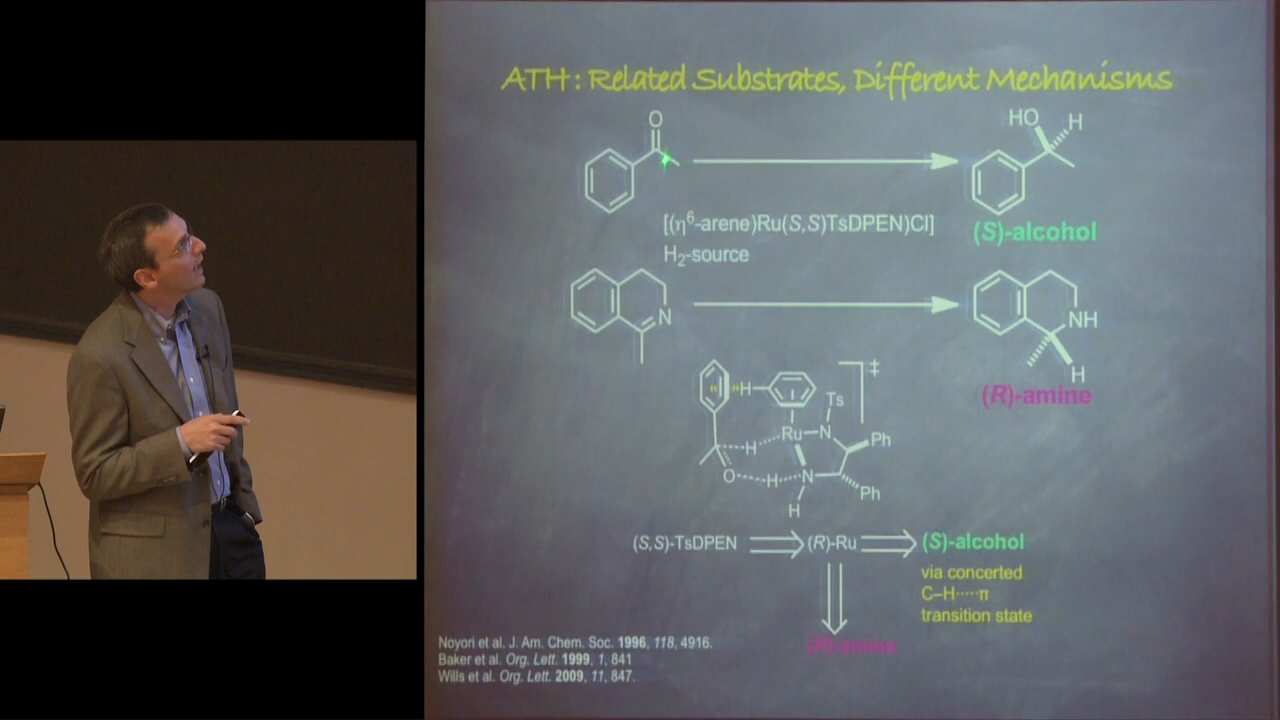 ATH: Related Substrates, Different Mechanisms
O
HO H
[(η⁶-arene)Ru(S,S)TsDPEN)Cl]
H₂-source
(S)-alcohol
N
NH
H
(R)-amine
H
Ts
‡
Ru N
Ph
H
O H N
Ph
H
(S,S)-TsDPEN (R)-Ru (S)-alcohol
via concerted
C–H·····π
transition state
(R)-amine
Noyori et al. J. Am. Chem. Soc. 1996, 118, 4916.
Baker et al. Org. Lett. 1999, 1, 841
Wills et al. Org. Lett. 2009, 11, 847.